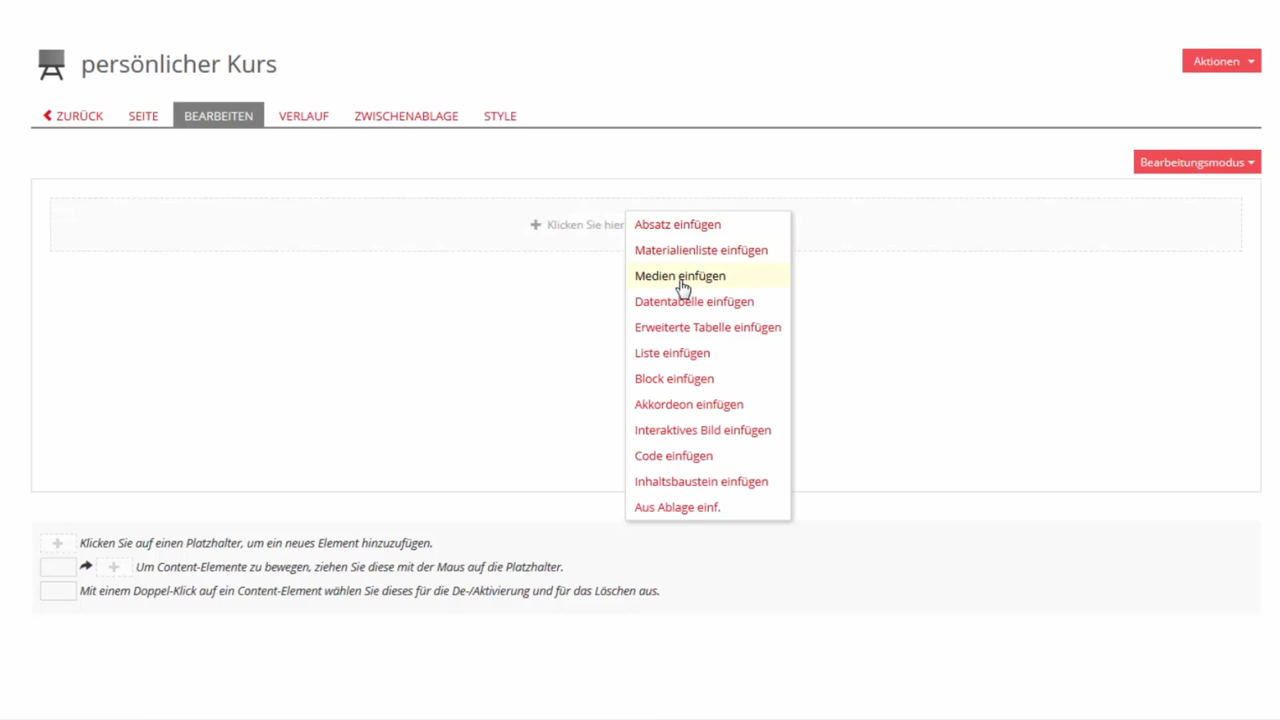 persönlicher Kurs
Aktionen
ZURÜCK SEITE BEARBEITEN VERLAUF ZWISCHENABLAGE STYLE
Bearbeitungsmodus
Klicken Sie hier
Absatz einfügen
Materialienliste einfügen
Medien einfügen
Datentabelle einfügen
Erweiterte Tabelle einfügen
Liste einfügen
Block einfügen
Akkordeon einfügen
Interaktives Bild einfügen
Code einfügen
Inhaltsbaustein einfügen
Aus Ablage einf.
Klicken Sie auf einen Platzhalter, um ein neues Element hinzuzufügen.
Um Content-Elemente zu bewegen, ziehen Sie diese mit der Maus auf die Platzhalter.
Mit einem Doppel-Klick auf ein Content-Element wählen Sie dieses für die De-/Aktivierung und für das Löschen aus.